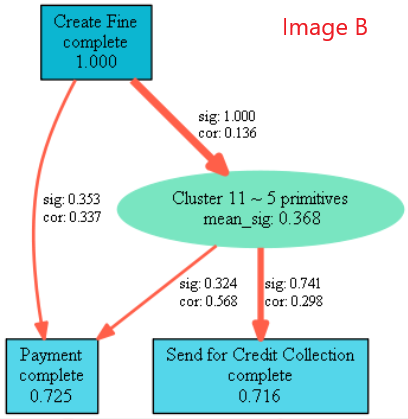 Image B
Create Fine
complete
1.000
sig: 1.000
cor: 0.136
sig: 0.353
cor: 0.337
Cluster 11 ~ 5 primitives
mean_sig: 0.368
sig: 0.324
cor: 0.568
sig: 0.741
cor: 0.298
Payment
complete
0.725
Send for Credit Collection
complete
0.716